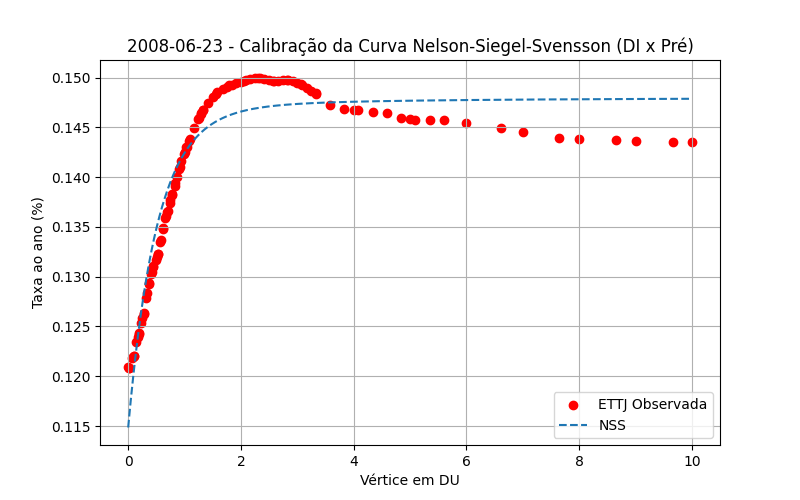 2008-06-23 - Calibração da Curva Nelson-Siegel-Svensson (DI x Pré)
Taxa ao ano (%)
0.150
0.145
0.140
0.135
0.130
0.125
0.120
0.115
ETTJ Observada
NSS
0 2 4 6 8 10
Vértice em DU